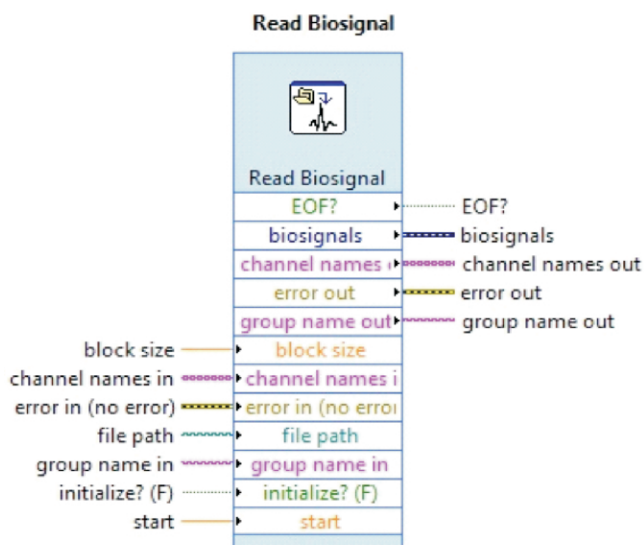 Read Biosignal
Read Biosignal
EOF? EOF?
biosignals biosignals
channel names channel names out
error out error out
group name out group name out
block size block size
channel names in channel names i
error in (no error) error in (no error
file path file path
group name in group name in
initialize? (F) initialize? (F)
start start